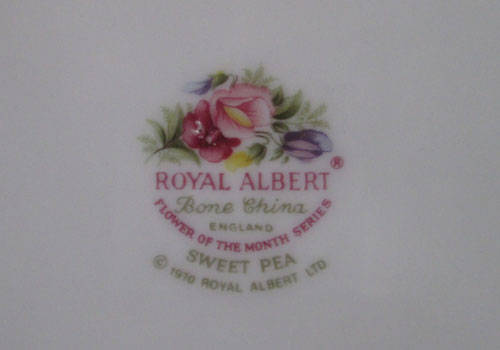 ROYAL ALBERT ®
Bone China
ENGLAND
FLOWER OF THE MONTH SERIES
SWEET PEA
© 1970 ROYAL ALBERT LTD